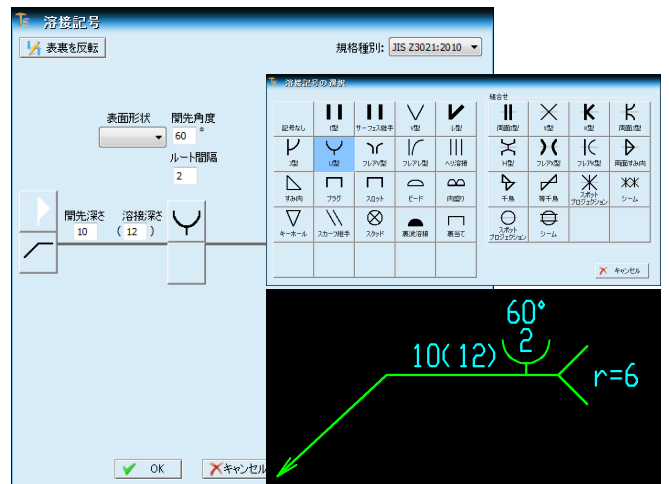 溶接記号
表裏を反転
規格種別: JIS Z3021:2010
表面形状
開先角度
60 °
ルート間隔
2
開先深さ 溶接深さ
10 ( 12 )
OK
キャンセル
溶接記号の選択
組合せ
記号なし I型 サーフェス継手 V型 レ型 両面I型 X型 K型 両面J型
J型 U型 フレアV型 フレアレ型 ヘリ溶接 H型 フレアX型 フレアK型 両面すみ肉
すみ肉 プラグ スロット ビード 肉盛り 千鳥 等千鳥 スポット シーム
プロジェクション
キーホール スカーフ継手 スタッド 裏波溶接 裏当て スポット シーム
プロジェクション
キャンセル
60°
2
10(12)
r=6